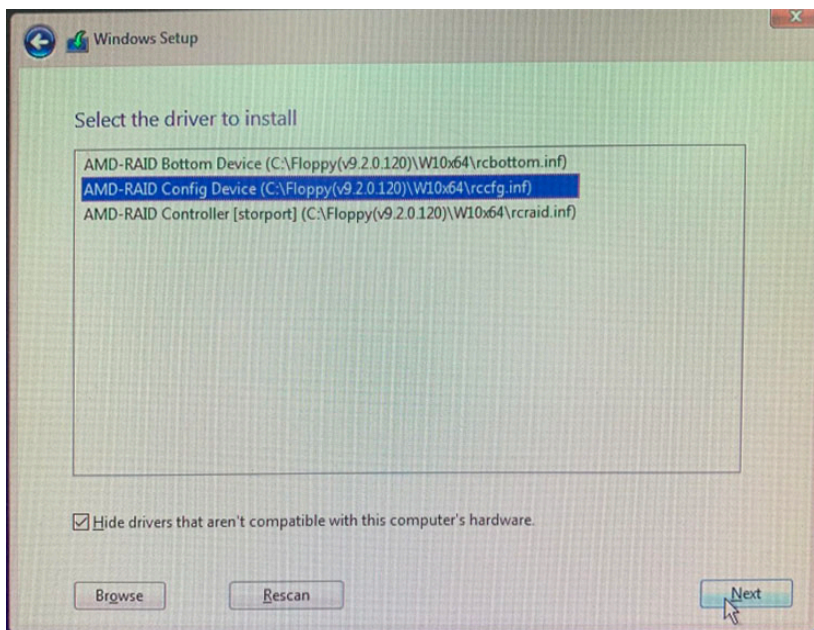 Windows Setup
Select the driver to install
AMD-RAID Bottom Device (C:\Floppy(v9.2.0.120)\W10x64\rcbottom.inf)
AMD-RAID Config Device (C:\Floppy(v9.2.0.120)\W10x64\rccfg.inf)
AMD-RAID Controller [storport] (C:\Floppy(v9.2.0.120)\W10x64\rcraid.inf)
Hide drivers that aren't compatible with this computer's hardware.
Browse Rescan Next